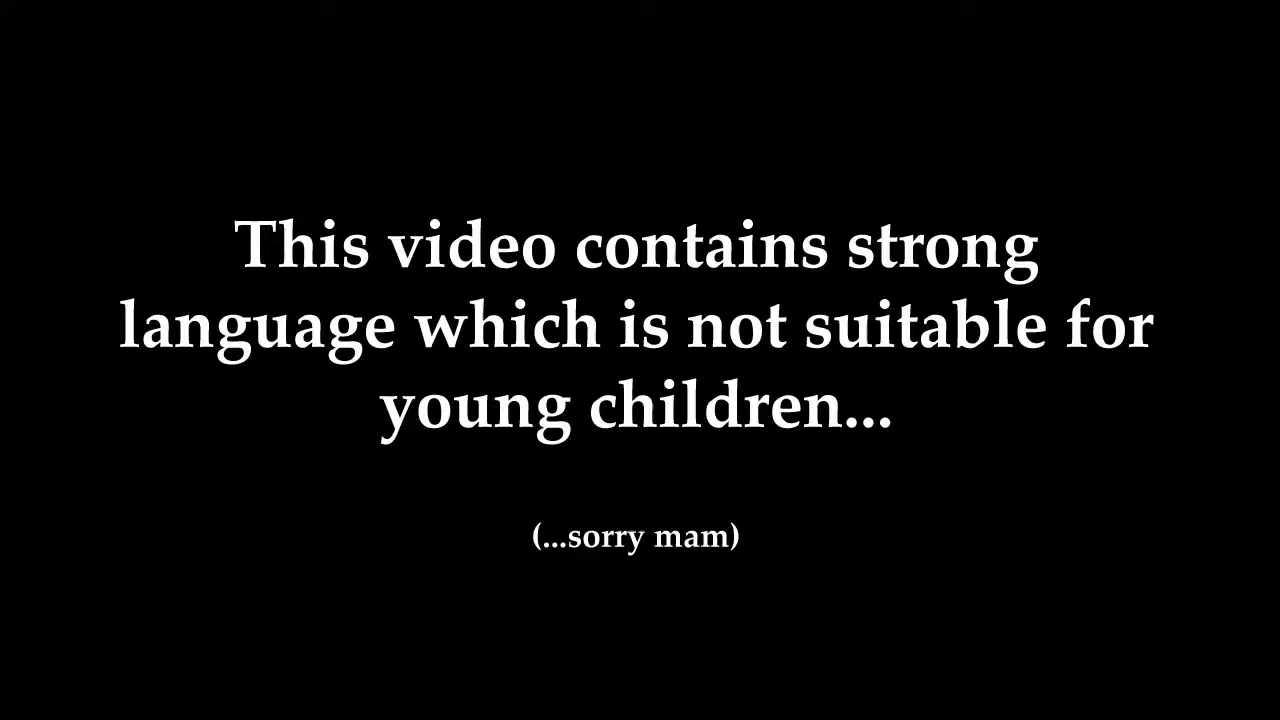 This video contains strong
language which is not suitable for
young children...
(...sorry mam)